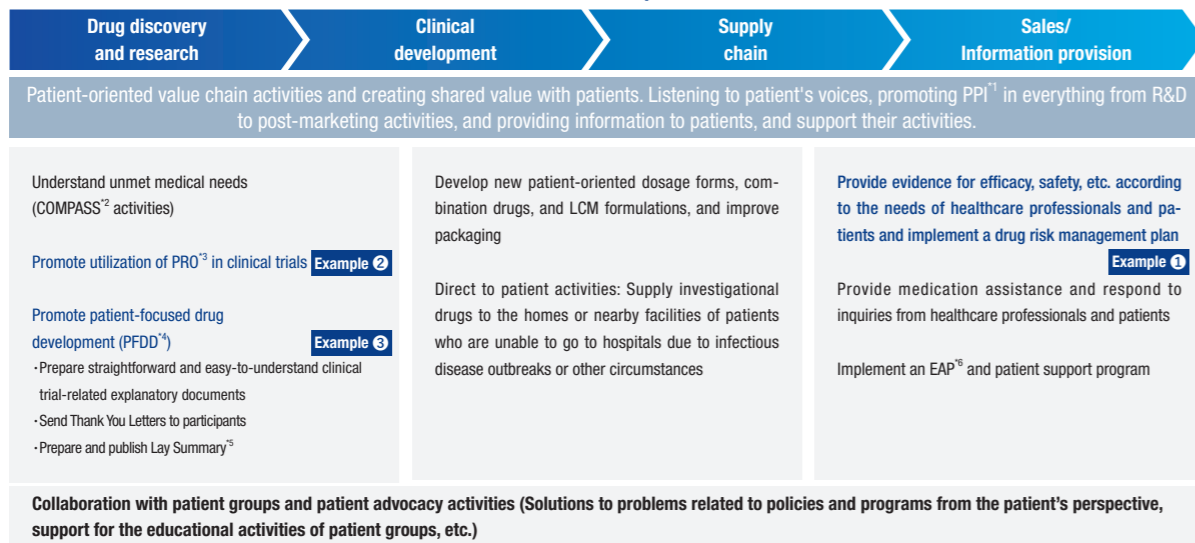 Drug discovery
and research
Clinical
development
Supply
chain
Sales/
Information provision
Patient-oriented value chain activities and creating shared value with patients. Listening to patient's voices, promoting PPI*1 in everything from R&D
to post-marketing activities, and providing information to patients, and support their activities.
Understand unmet medical needs
(COMPASS*2 activities)
Promote utilization of PRO*3 in clinical trials Example ❷
Promote patient-focused drug
development (PFDD*4) Example ❸
・Prepare straightforward and easy-to-understand clinical
trial-related explanatory documents
・Send Thank You Letters to participants
・Prepare and publish Lay Summary*5
Develop new patient-oriented dosage forms, com-
bination drugs, and LCM formulations, and improve
packaging
Direct to patient activities: Supply investigational
drugs to the homes or nearby facilities of patients
who are unable to go to hospitals due to infectious
disease outbreaks or other circumstances
Provide evidence for efficacy, safety, etc. according
to the needs of healthcare professionals and pa-
tients and implement a drug risk management plan
Example ❶
Provide medication assistance and respond to
inquiries from healthcare professionals and patients
Implement an EAP*6 and patient support program
Collaboration with patient groups and patient advocacy activities (Solutions to problems related to policies and programs from the patient's perspective,
support for the educational activities of patient groups, etc.)